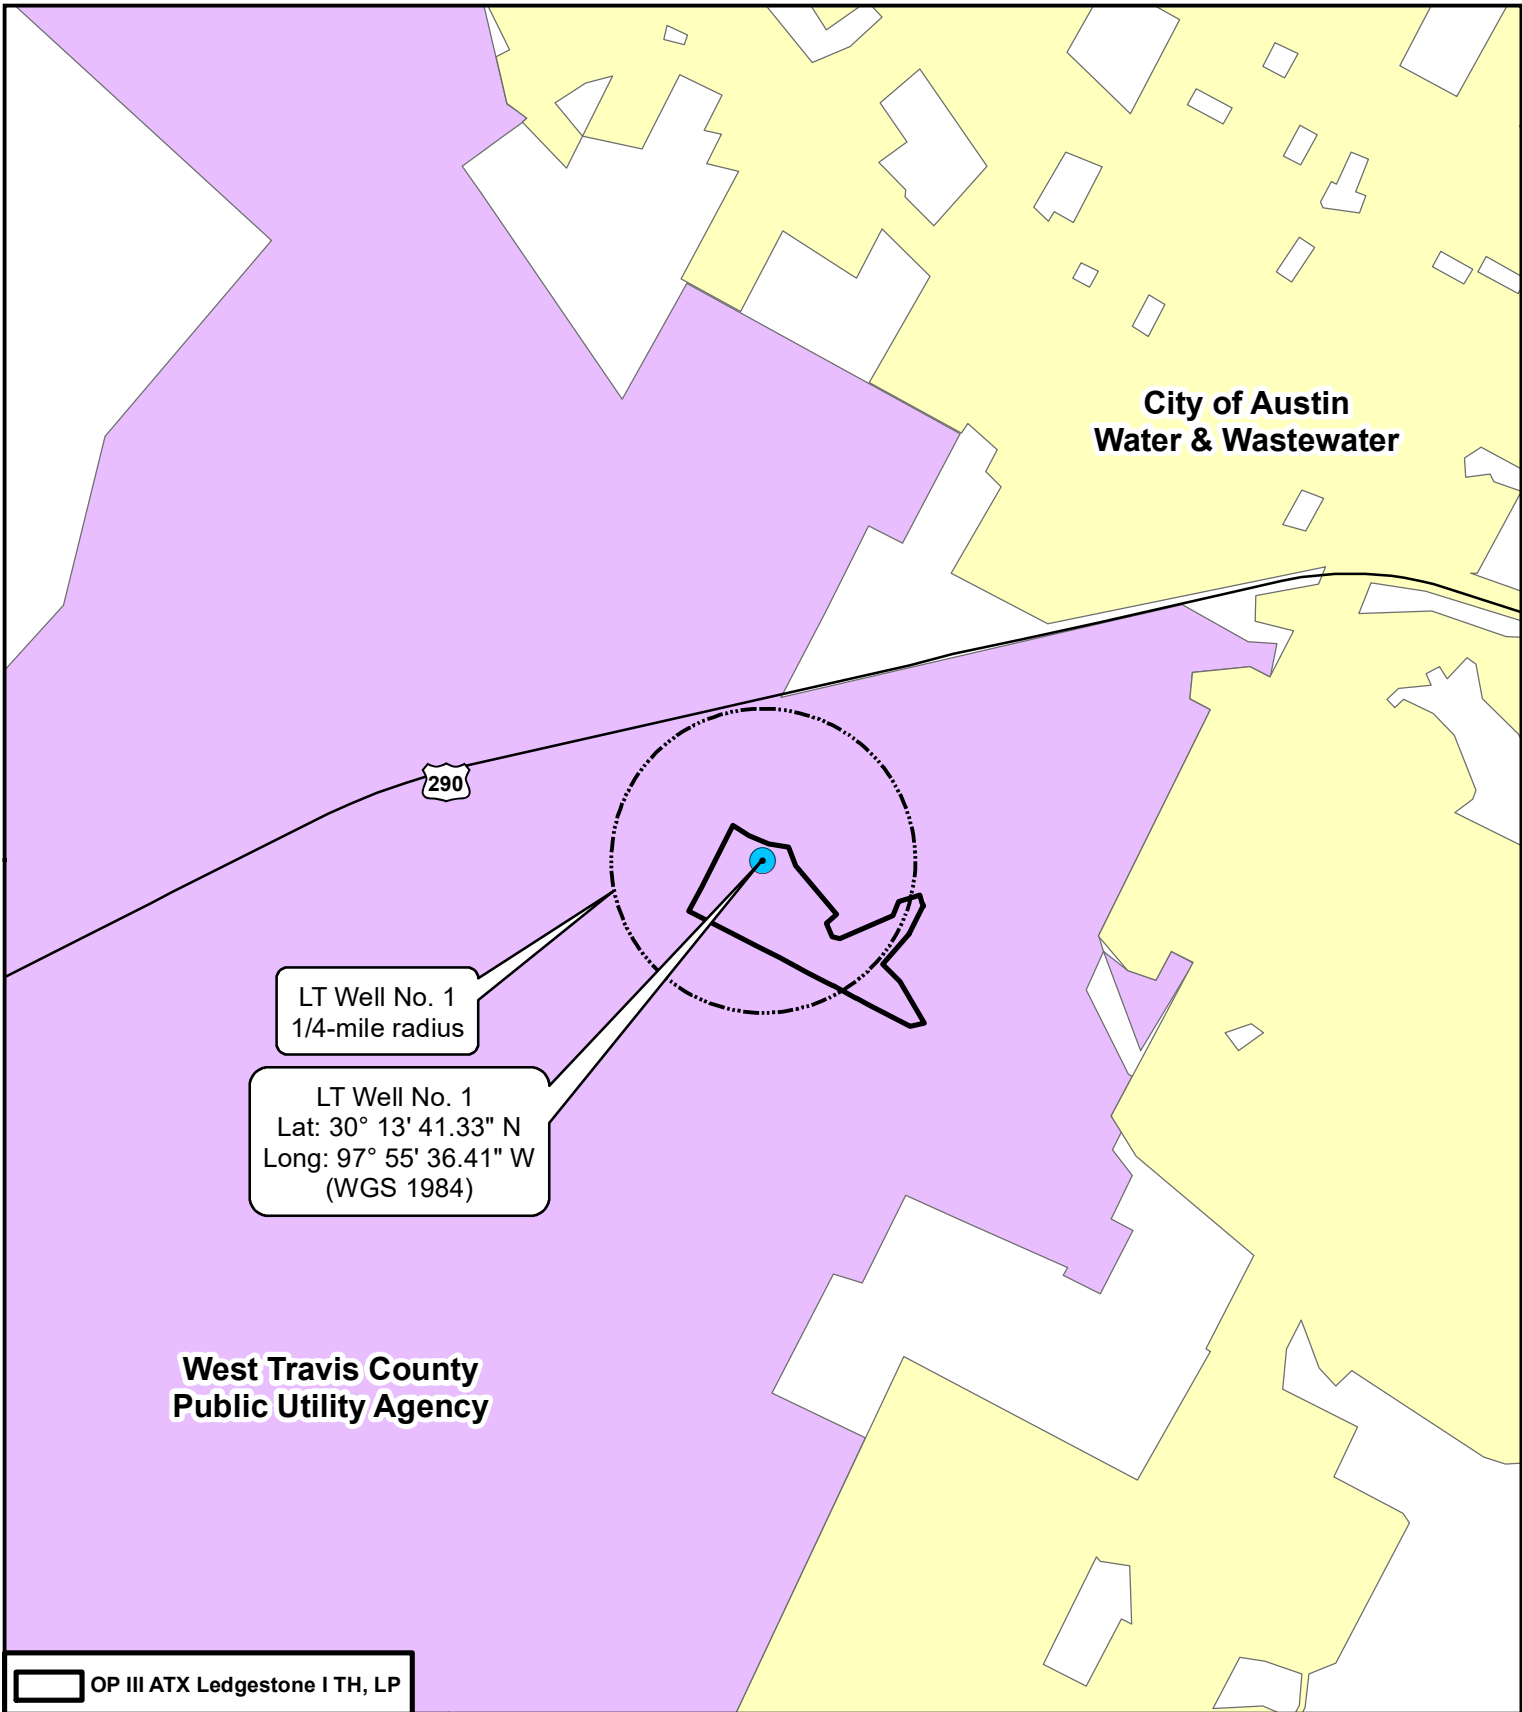 City of Austin
Water & Wastewater
290
LT Well No. 1
1/4-mile radius
LT Well No. 1
Lat: 30° 13' 41.33" N
Long: 97° 55' 36.41" W
(WGS 1984)
West Travis County
Public Utility Agency
OP III ATX Ledgestone I TH, LP